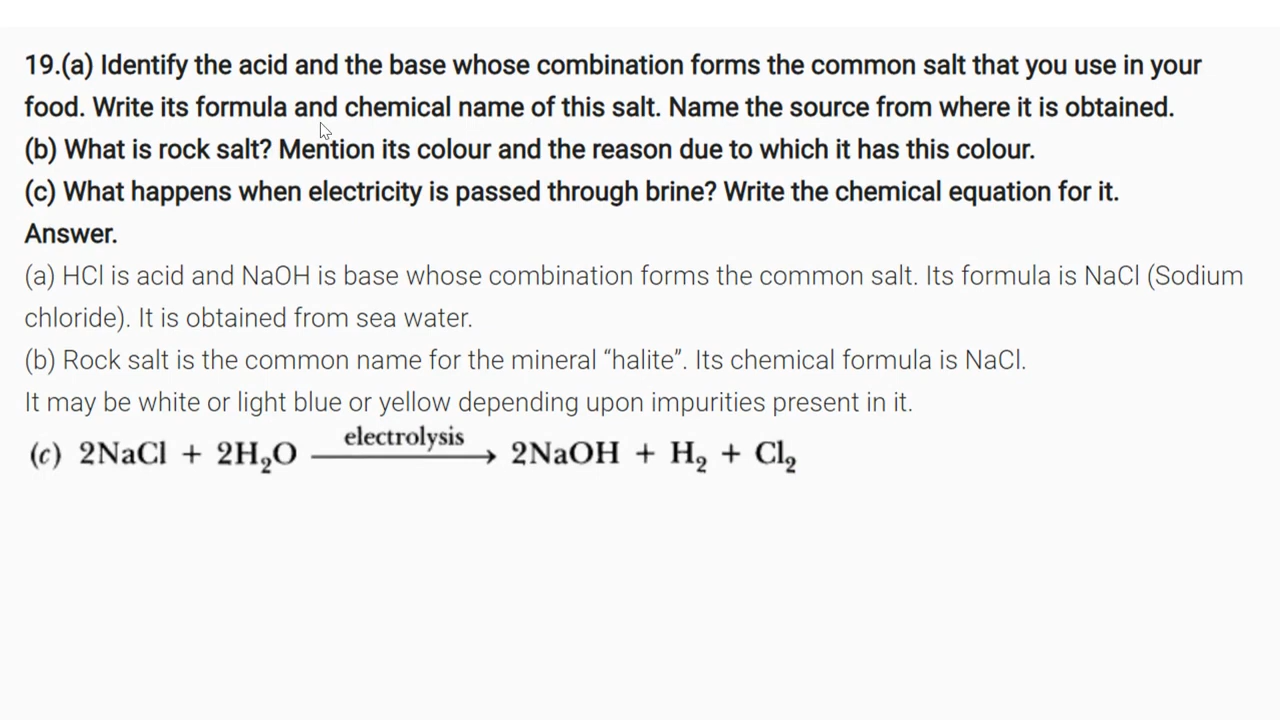 19.(a) Identify the acid and the base whose combination forms the common salt that you use in your
food. Write its formula and chemical name of this salt. Name the source from where it is obtained.
(b) What is rock salt? Mention its colour and the reason due to which it has this colour.
(c) What happens when electricity is passed through brine? Write the chemical equation for it.
Answer.
(a) HCl is acid and NaOH is base whose combination forms the common salt. Its formula is NaCl (Sodium
chloride). It is obtained from sea water.
(b) Rock salt is the common name for the mineral “halite”. Its chemical formula is NaCl.
It may be white or light blue or yellow depending upon impurities present in it.
(c) 2NaCl + 2H₂O electrolysis → 2NaOH + H₂ + Cl₂